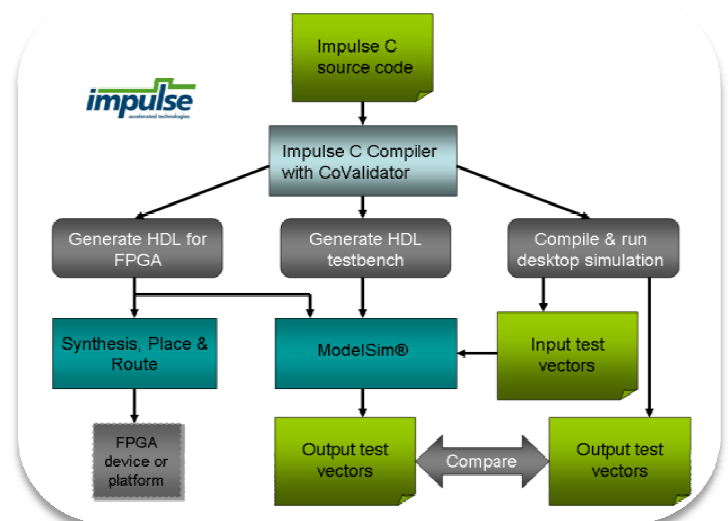 Impulse C
source code
impulse
accelerated technologies
Impulse C Compiler
with CoValidator
Generate HDL for
FPGA
Generate HDL
testbench
Compile & run
desktop simulation
Synthesis, Place &
Route
ModelSim®
Input test
vectors
FPGA
device or
platform
Output test
vectors
Compare
Output test
vectors